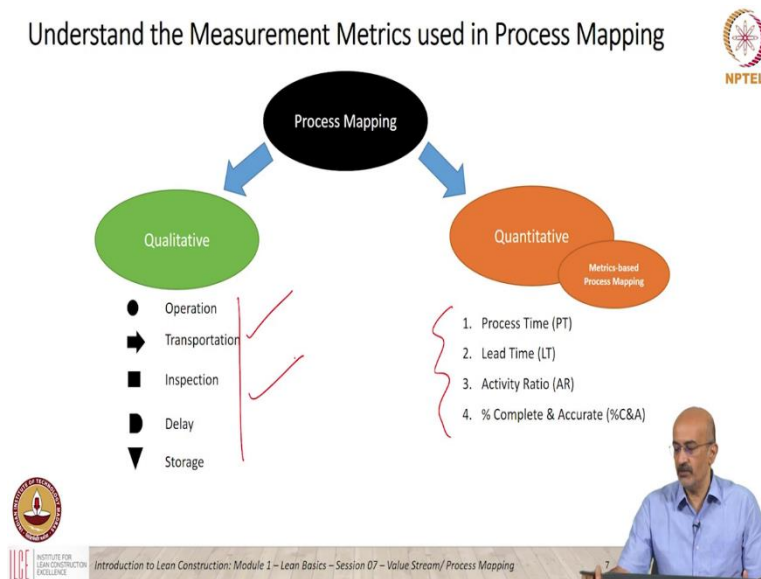 Understand the Measurement Metrics used in Process Mapping
NPTEL
Process Mapping
Qualitative
Quantitative
Metrics-based
Process Mapping
Operation
Transportation
Inspection
Delay
Storage
1. Process Time (PT)
2. Lead Time (LT)
3. Activity Ratio (AR)
4. % Complete & Accurate (%C&A)
ILCE
INSTITUTE FOR
LEAN CONSTRUCTION
EXCELLENCE
Introduction to Lean Construction: Module 1 – Lean Basics – Session 07 – Value Stream/ Process Mapping
7